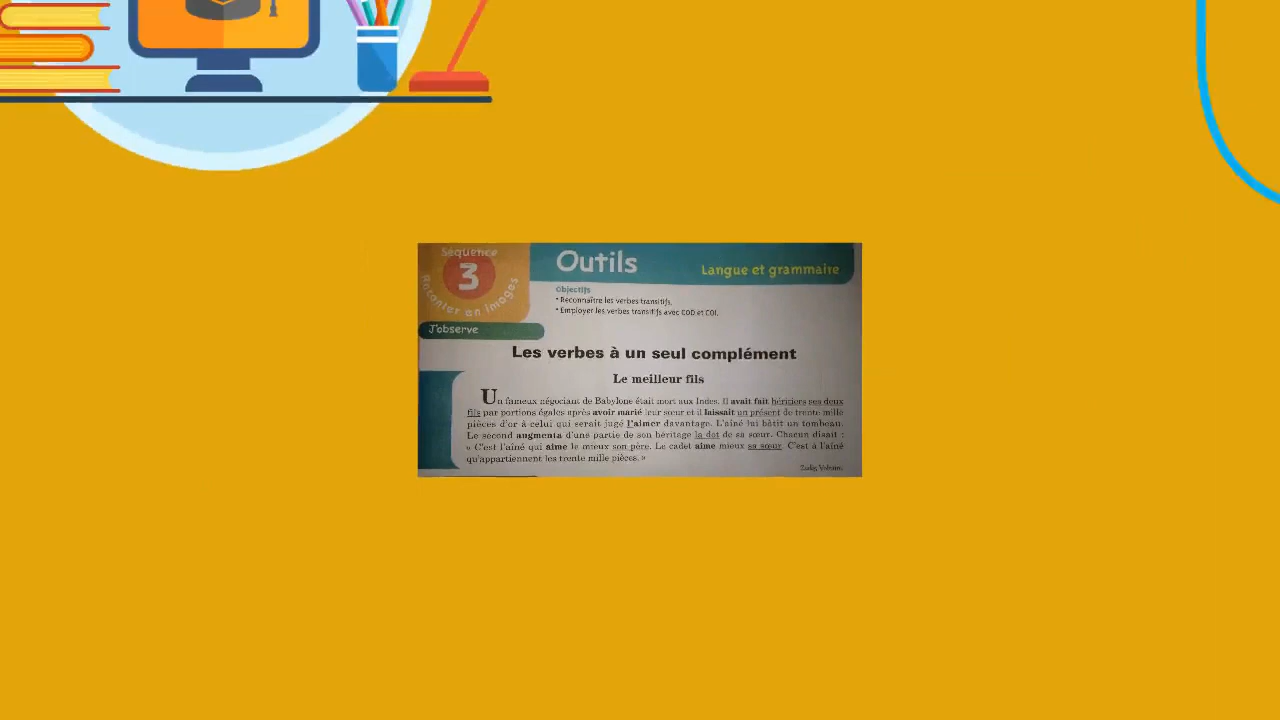 Séquence
3
Raconter en images
Outils
Langue et grammaire
Objectifs
* Reconnaître les verbes transitifs.
* Employer les verbes transitifs avec COD et COI.
J'observe
Les verbes à un seul complément
Le meilleur fils
Un fameux négociant de Babylone était mort aux Indes. Il avait fait héritiers ses deux
fils par portions égales après avoir marié leur sœur et il laissait un présent de trente mille
pièces d'or à celui qui serait jugé l'aimer davantage. L'aîné lui bâtit un tombeau.
Le second augmenta d'une partie de son héritage la dot de sa sœur. Chacun disait :
« C'est l'aîné qui aime le mieux son père. Le cadet aime mieux sa sœur. C'est à l'aîné
qu'appartiennent les trente mille pièces. »
Zadig, Voltaire